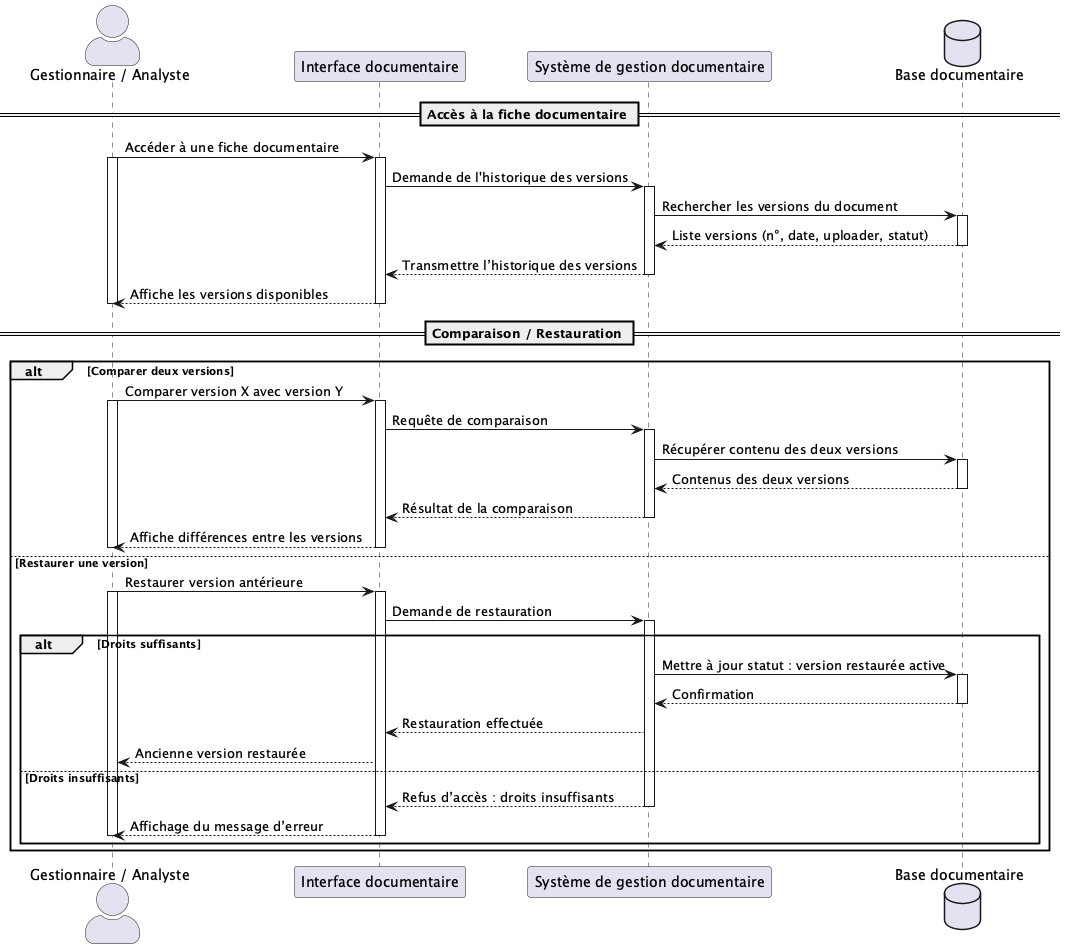 Gestionnaire / Analyste
Interface documentaire
Système de gestion documentaire
Base documentaire
Accès à la fiche documentaire
Accéder à une fiche documentaire
Demande de l'historique des versions
Rechercher les versions du document
Liste versions (n°, date, uploader, statut)
Transmettre l’historique des versions
Affiche les versions disponibles
Comparaison / Restauration
alt
[Comparer deux versions]
Comparer version X avec version Y
Requête de comparaison
Récupérer contenu des deux versions
Contenus des deux versions
Résultat de la comparaison
Affiche différences entre les versions
[Restaurer une version]
Restaurer version antérieure
Demande de restauration
alt
[Droits suffisants]
Mettre à jour statut : version restaurée active
Confirmation
Restauration effectuée
Ancienne version restaurée
[Droits insuffisants]
Refus d’accès : droits insuffisants
Affichage du message d’erreur
Gestionnaire / Analyste
Interface documentaire
Système de gestion documentaire
Base documentaire